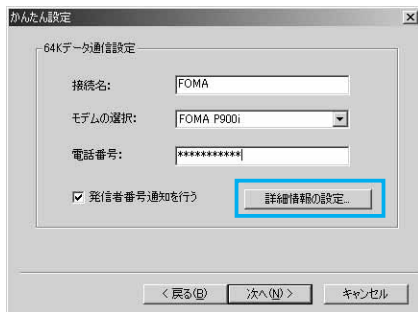 かんたん設定
64Kデータ通信設定
接続名: FOMA
モデムの選択: FOMA P900i
電話番号: ***********
発信者番号通知を行う 詳細情報の設定...
< 戻る(B) 次へ(N) > キャンセル